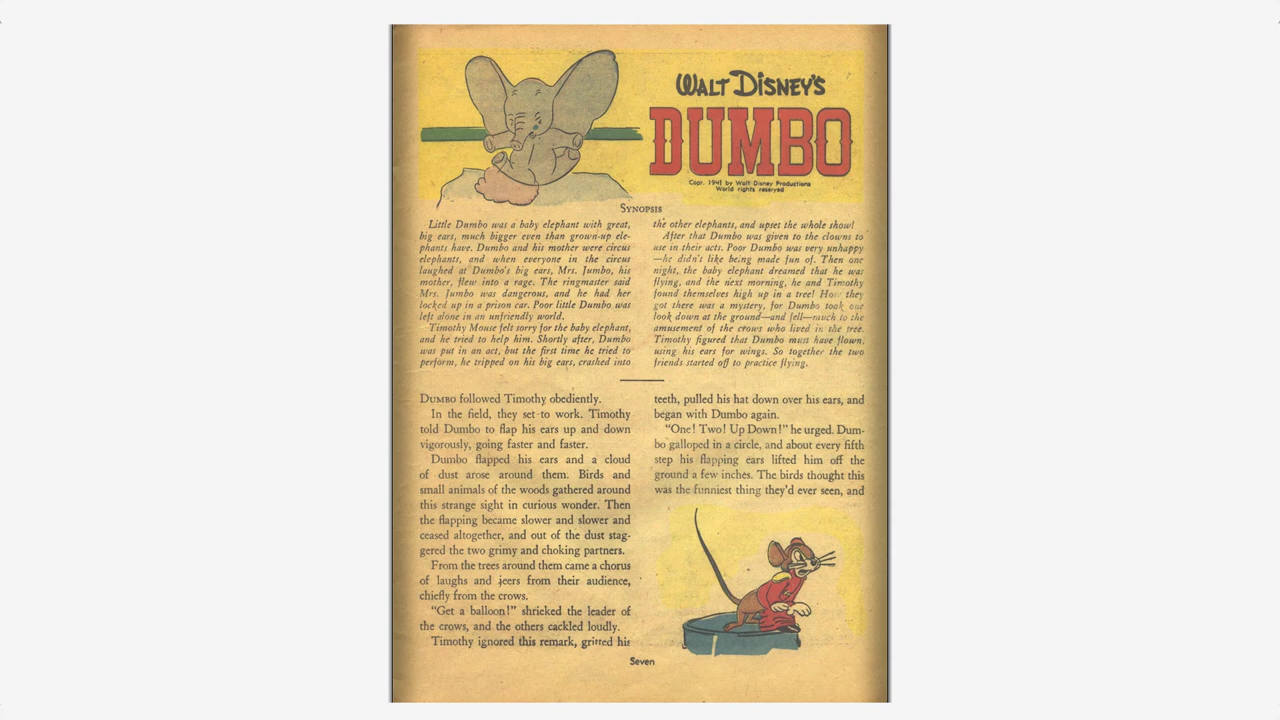 WALT DISNEY'S
DUMBO
Copr. 1941 by Walt Disney Productions
World rights reserved
SYNOPSIS
Little Dumbo was a baby elephant with great,
big ears, much bigger even than grown-up ele-
phants have. Dumbo and his mother were circus
elephants, and when everyone in the circus
laughed at Dumbo's big ears, Mrs. Jumbo, his
mother, flew into a rage. The ringmaster said
Mrs. Jumbo was dangerous, and he had her
locked up in a prison car. Poor little Dumbo was
left alone in an unfriendly world.
Timothy Mouse felt sorry for the baby elephant,
and he tried to help him. Shortly after, Dumbo
was put in an act, but the first time he tried to
perform, he tripped on his big ears, crashed into
the other elephants, and upset the whole show!
After that Dumbo was given to the clowns to
use in their acts. Poor Dumbo was very unhappy
—he didn't like being made fun of. Then one
night, the baby elephant dreamed that he was
flying, and the next morning, he and Timothy
found themselves high up in a tree! How they
got there was a mystery, for Dumbo took one
look down at the ground—and fell—much to the
amusement of the crows who lived in the tree.
Timothy figured that Dumbo must have flown,
using his ears for wings. So together the two
friends started off to practice flying.
DUMBO followed Timothy obediently.
In the field, they set to work. Timothy
told Dumbo to flap his ears up and down
vigorously, going faster and faster.
Dumbo flapped his ears and a cloud
of dust arose around them. Birds and
small animals of the woods gathered around
this strange sight in curious wonder. Then
the flapping became slower and slower and
ceased altogether, and out of the dust stag-
gered the two grimy and choking partners.
From the trees around them came a chorus
of laughs and jeers from their audience,
chiefly from the crows.
"Get a balloon!" shricked the leader of
the crows, and the others cackled loudly.
Timothy ignored this remark, gritted his
teeth, pulled his hat down over his ears, and
began with Dumbo again.
"One! Two! Up Down!" he urged. Dum-
bo galloped in a circle, and about every fifth
step his flapping ears lifted him off the
ground a few inches. The birds thought this
was the funniest thing they'd ever seen, and
Seven